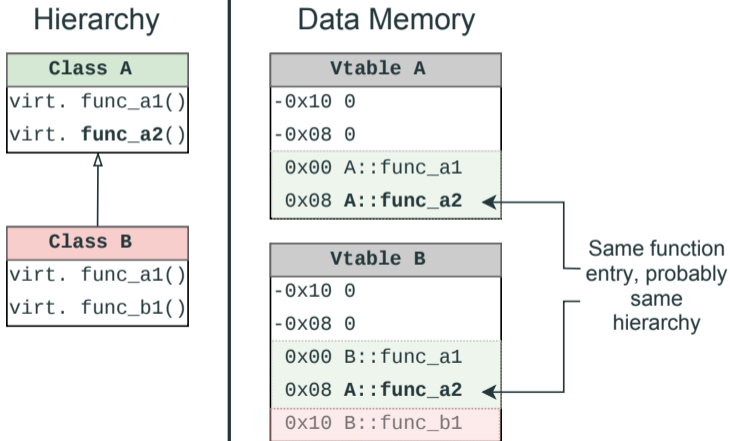 Hierarchy
Class A
virt. func_a1()
virt. func_a2()
Class B
virt. func_a1()
virt. func_b1()
Data Memory
Vtable A
-0x10 0
-0x08 0
0x00 A::func_a1
0x08 A::func_a2
Vtable B
-0x10 0
-0x08 0
0x00 B::func_a1
0x08 A::func_a2
0x10 B::func_b1
Same function
entry, probably
same
hierarchy